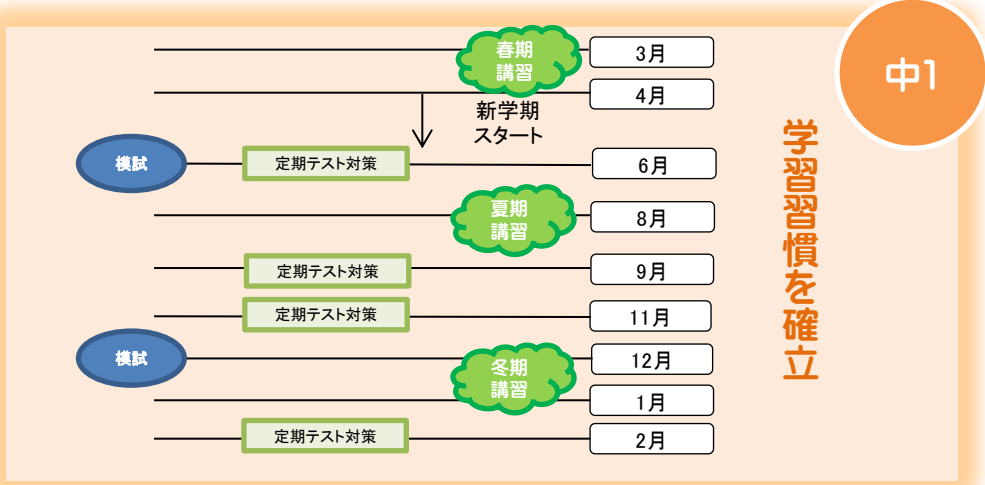 中1
学習習慣を確立
春期
講習
3月
4月
新学期
スタート
模試
定期テスト対策
6月
夏期
講習
8月
定期テスト対策
9月
定期テスト対策
11月
模試
12月
冬期
講習
1月
定期テスト対策
2月